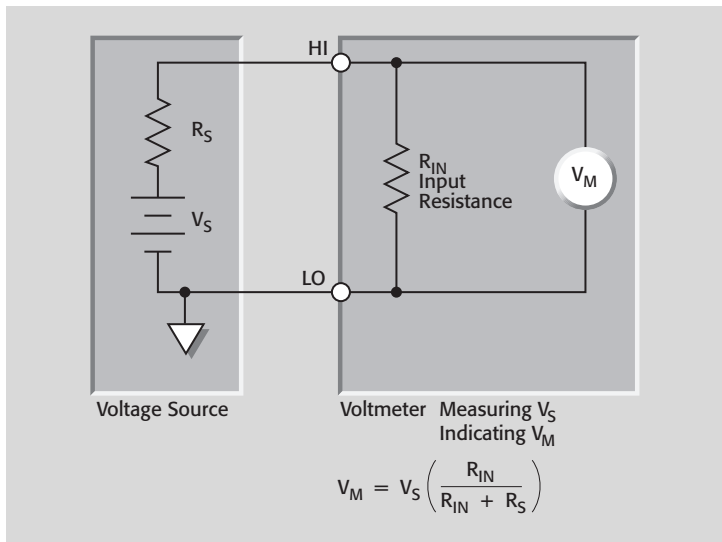 HI
R_S
R_IN
Input
Resistance
V_M
V_S
LO
Voltage Source
Voltmeter Measuring V_S
Indicating V_M
V_M = V_S ( R_IN / R_IN + R_S )